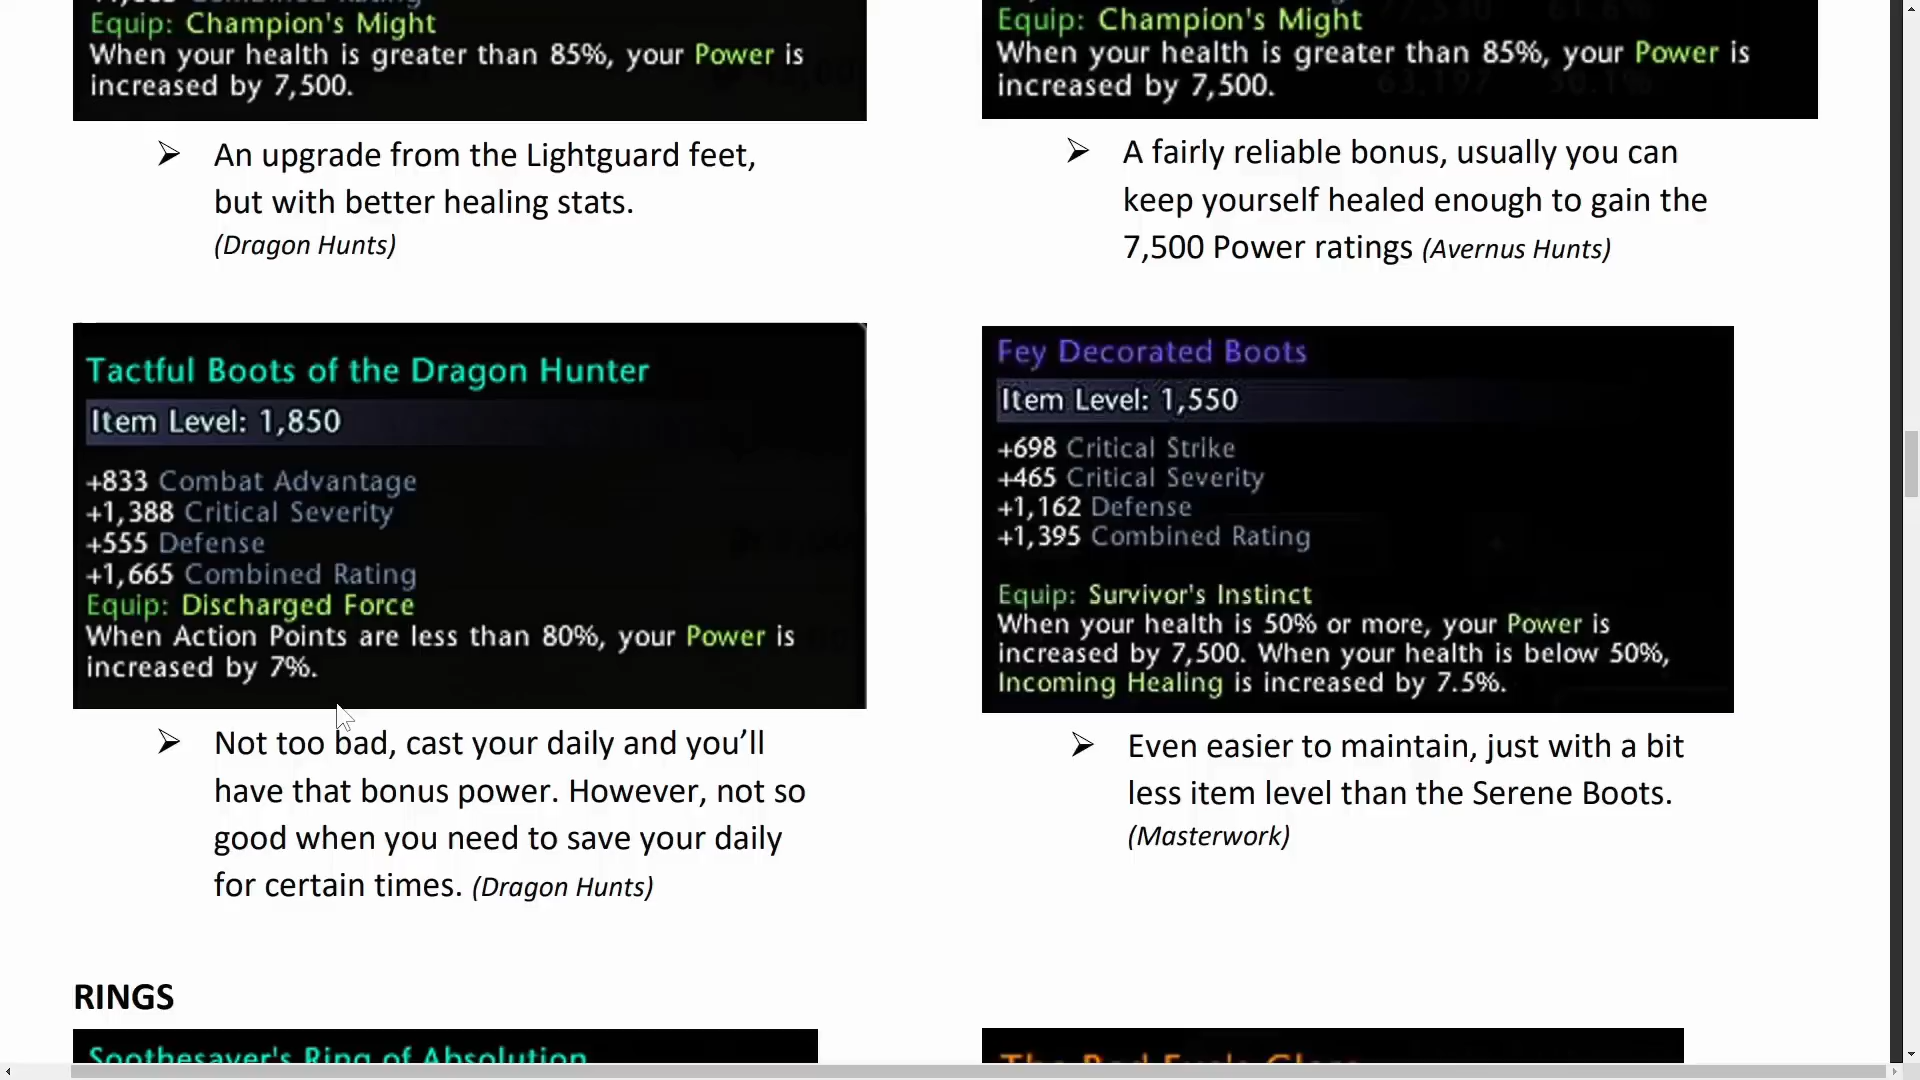 Equip: Champion's Might
When your health is greater than 85%, your Power is
increased by 7,500.
An upgrade from the Lightguard feet,
but with better healing stats.
(Dragon Hunts)
Equip: Champion's Might
When your health is greater than 85%, your Power is
increased by 7,500.
A fairly reliable bonus, usually you can
keep yourself healed enough to gain the
7,500 Power ratings (Avernus Hunts)
Tactful Boots of the Dragon Hunter
Item Level: 1,850
+833 Combat Advantage
+1,388 Critical Severity
+555 Defense
+1,665 Combined Rating
Equip: Discharged Force
When Action Points are less than 80%, your Power is
increased by 7%.
Not too bad, cast your daily and you’ll
have that bonus power. However, not so
good when you need to save your daily
for certain times. (Dragon Hunts)
Fey Decorated Boots
Item Level: 1,550
+698 Critical Strike
+465 Critical Severity
+1,162 Defense
+1,395 Combined Rating
Equip: Survivor's Instinct
When your health is 50% or more, your Power is
increased by 7,500. When your health is below 50%,
Incoming Healing is increased by 7.5%.
Even easier to maintain, just with a bit
less item level than the Serene Boots.
(Masterwork)
RINGS
Soothesayer's Ring of Absolution
The Red Eye's Glare